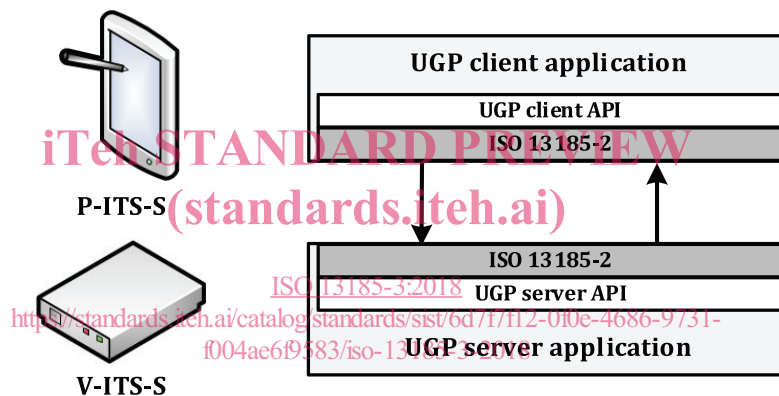 UGP client application
UGP client API
ISO 13185-2
iTeh STANDARD PREVIEW
P-ITS-S
(standards.iteh.ai)
ISO 13185-2
ISO 13185-3:2018
UGP server API
https://standards.iteh.ai/catalog/standards/sist/6d7f7f12-0f0e-4686-9731-
f004ae6f9583/iso-13185-3-2018
UGP server application
V-ITS-S